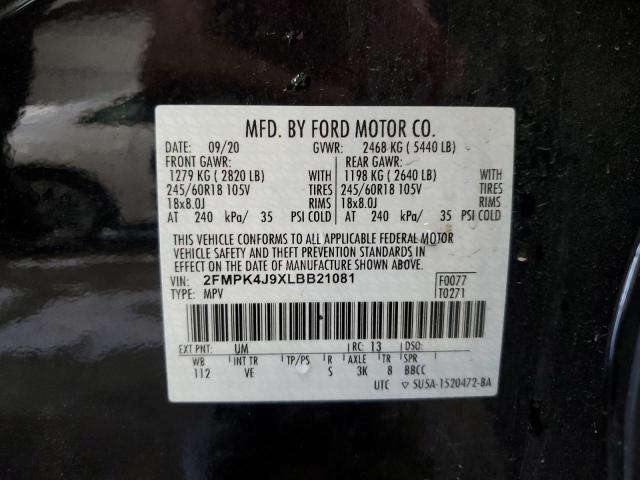 MFD. BY FORD MOTOR CO.
DATE: 09/20 GVWR: 2468 KG ( 5440 LB)
FRONT GAWR: REAR GAWR:
1279 KG ( 2820 LB) WITH 1198 KG ( 2640 LB) WITH
245/60R18 105V TIRES 245/60R18 105V TIRES
18x8.0J RIMS 18x8.0J RIMS
AT 240 kPa/ 35 PSI COLD AT 240 kPa/ 35 PSI COLD
THIS VEHICLE CONFORMS TO ALL APPLICABLE FEDERAL MOTOR
VEHICLE SAFETY AND THEFT PREVENTION STANDARDS IN
EFFECT ON THE DATE OF MANUFACTURE SHOWN ABOVE.
VIN: 2FMPK4J9XLBB21081 F0077
TYPE: MPV T0271
EXT PNT: UM RC: 13 DSO:
WB INT TR TP/PS R AXLE TR SPR
112 VE S 3K 8 BBCC
UTC 5U5A-1520472-BA